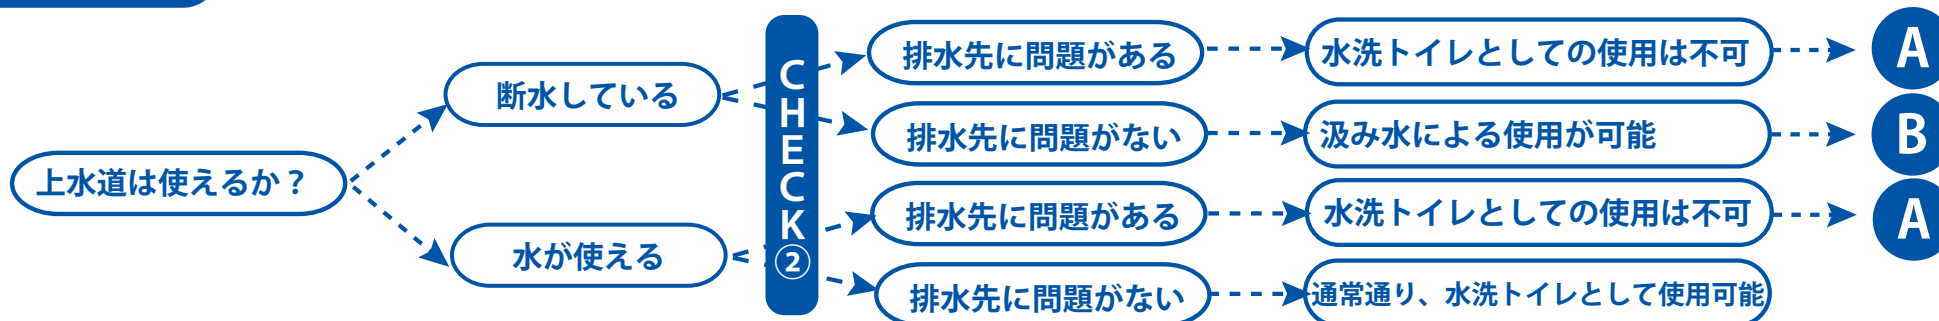 上水道は使えるか？
断水している
水が使える
CHECK②
排水先に問題がある
水洗トイレとしての使用は不可
A
排水先に問題がない
汲み水による使用が可能
B
排水先に問題がある
水洗トイレとしての使用は不可
A
排水先に問題がない
通常通り、水洗トイレとして使用可能